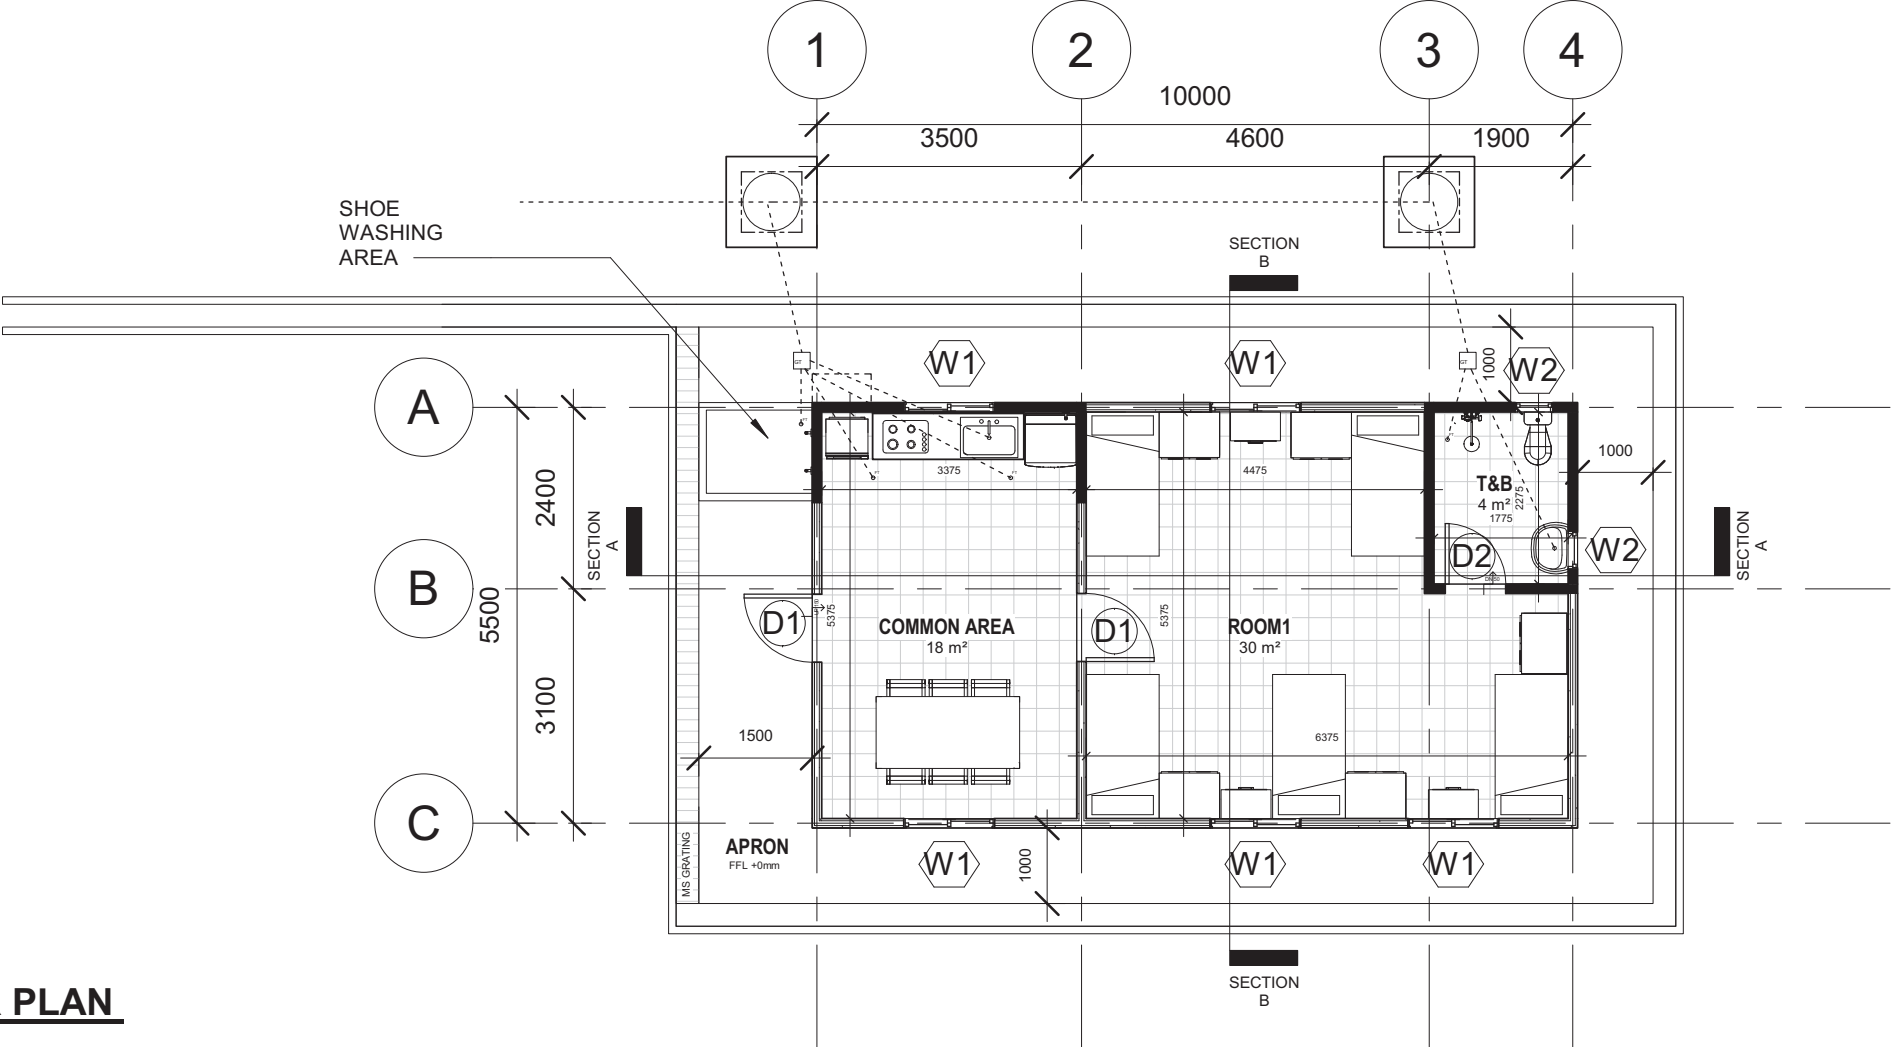 1
2
3
4
10000
3500
4600
1900
SHOE
WASHING
AREA
SECTION
B
W1
W1
1000
W2
GT
GT
A
3375
4475
1000
T&B
4 m²
1775
2275
2400
SECTION
A
SECTION
A
D2
W2
B
5500
D1
5375
COMMON AREA
18 m²
D1
5375
ROOM1
30 m²
3100
1500
6375
C
MS GRATING
APRON
FFL +0mm
W1
1000
W1
W1
SECTION
B
PLAN